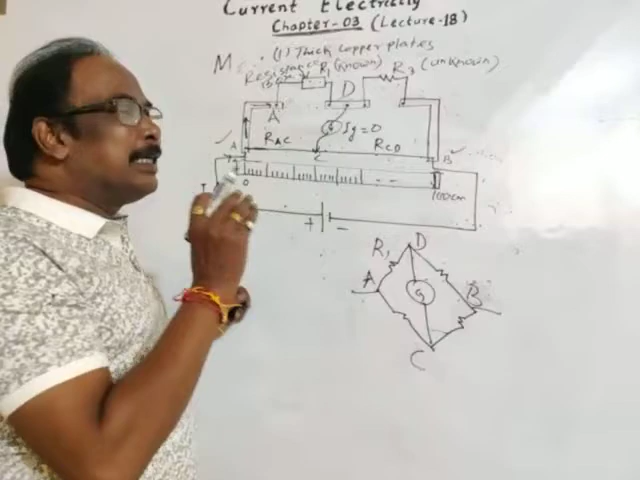 Current Electricity
Chapter-03 (Lecture-18)
(1) Thick Copper plates
Resistance R1 (known)
R3 (unknown)
A
D
Ig=0
RAC
RCD
A
C
B
0
100cm
+ -
R1 D
A
G
B
C